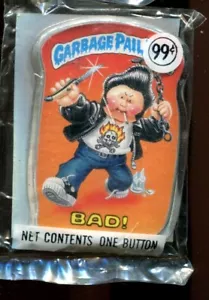 GARBAGE PAIL
99¢
BAD!
NET CONTENTS ONE BUTTON